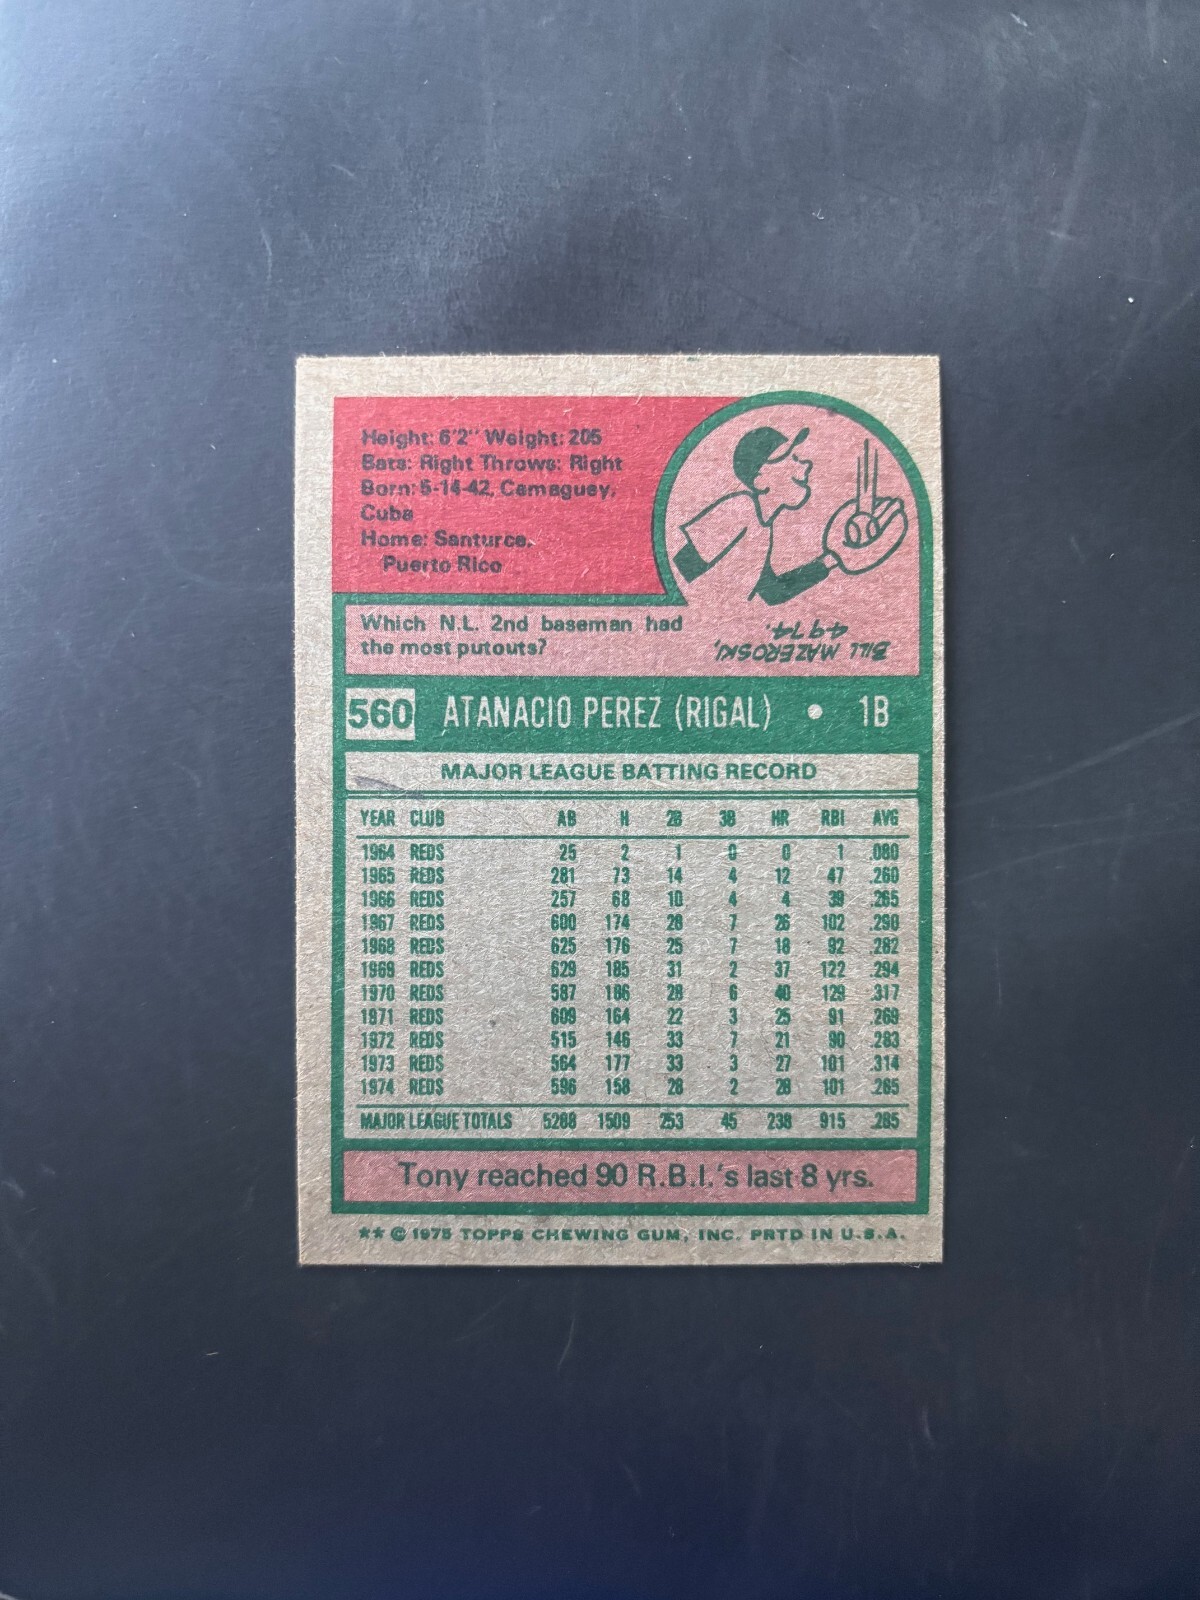 Height: 6'2" Weight: 205
Bats: Right Throws: Right
Born: 5-14-42, Camaguey,
Cuba
Home: Santurce,
Puerto Rico
Which N.L. 2nd baseman had
the most putouts?
BILL MAZEROSKI,
4974.
560 ATANACIO PEREZ (RIGAL) • 1B
MAJOR LEAGUE BATTING RECORD
YEAR CLUB AB H 2B 3B HR RBI AVG
1964 REDS 25 2 1 0 0 1 .080
1965 REDS 281 73 14 4 12 47 .260
1966 REDS 257 68 10 4 4 39 .265
1967 REDS 600 174 28 7 26 102 .290
1968 REDS 625 176 25 7 18 92 .282
1969 REDS 629 185 31 2 37 122 .294
1970 REDS 587 186 28 6 40 129 .317
1971 REDS 609 164 22 3 25 91 .269
1972 REDS 515 146 33 7 21 90 .283
1973 REDS 564 177 33 3 27 101 .314
1974 REDS 596 158 28 2 28 101 .265
MAJOR LEAGUE TOTALS 5288 1509 253 45 238 915 .285
Tony reached 90 R.B.I.'s last 8 yrs.
** © 1975 TOPPS CHEWING GUM, INC. PRTD IN U.S.A.